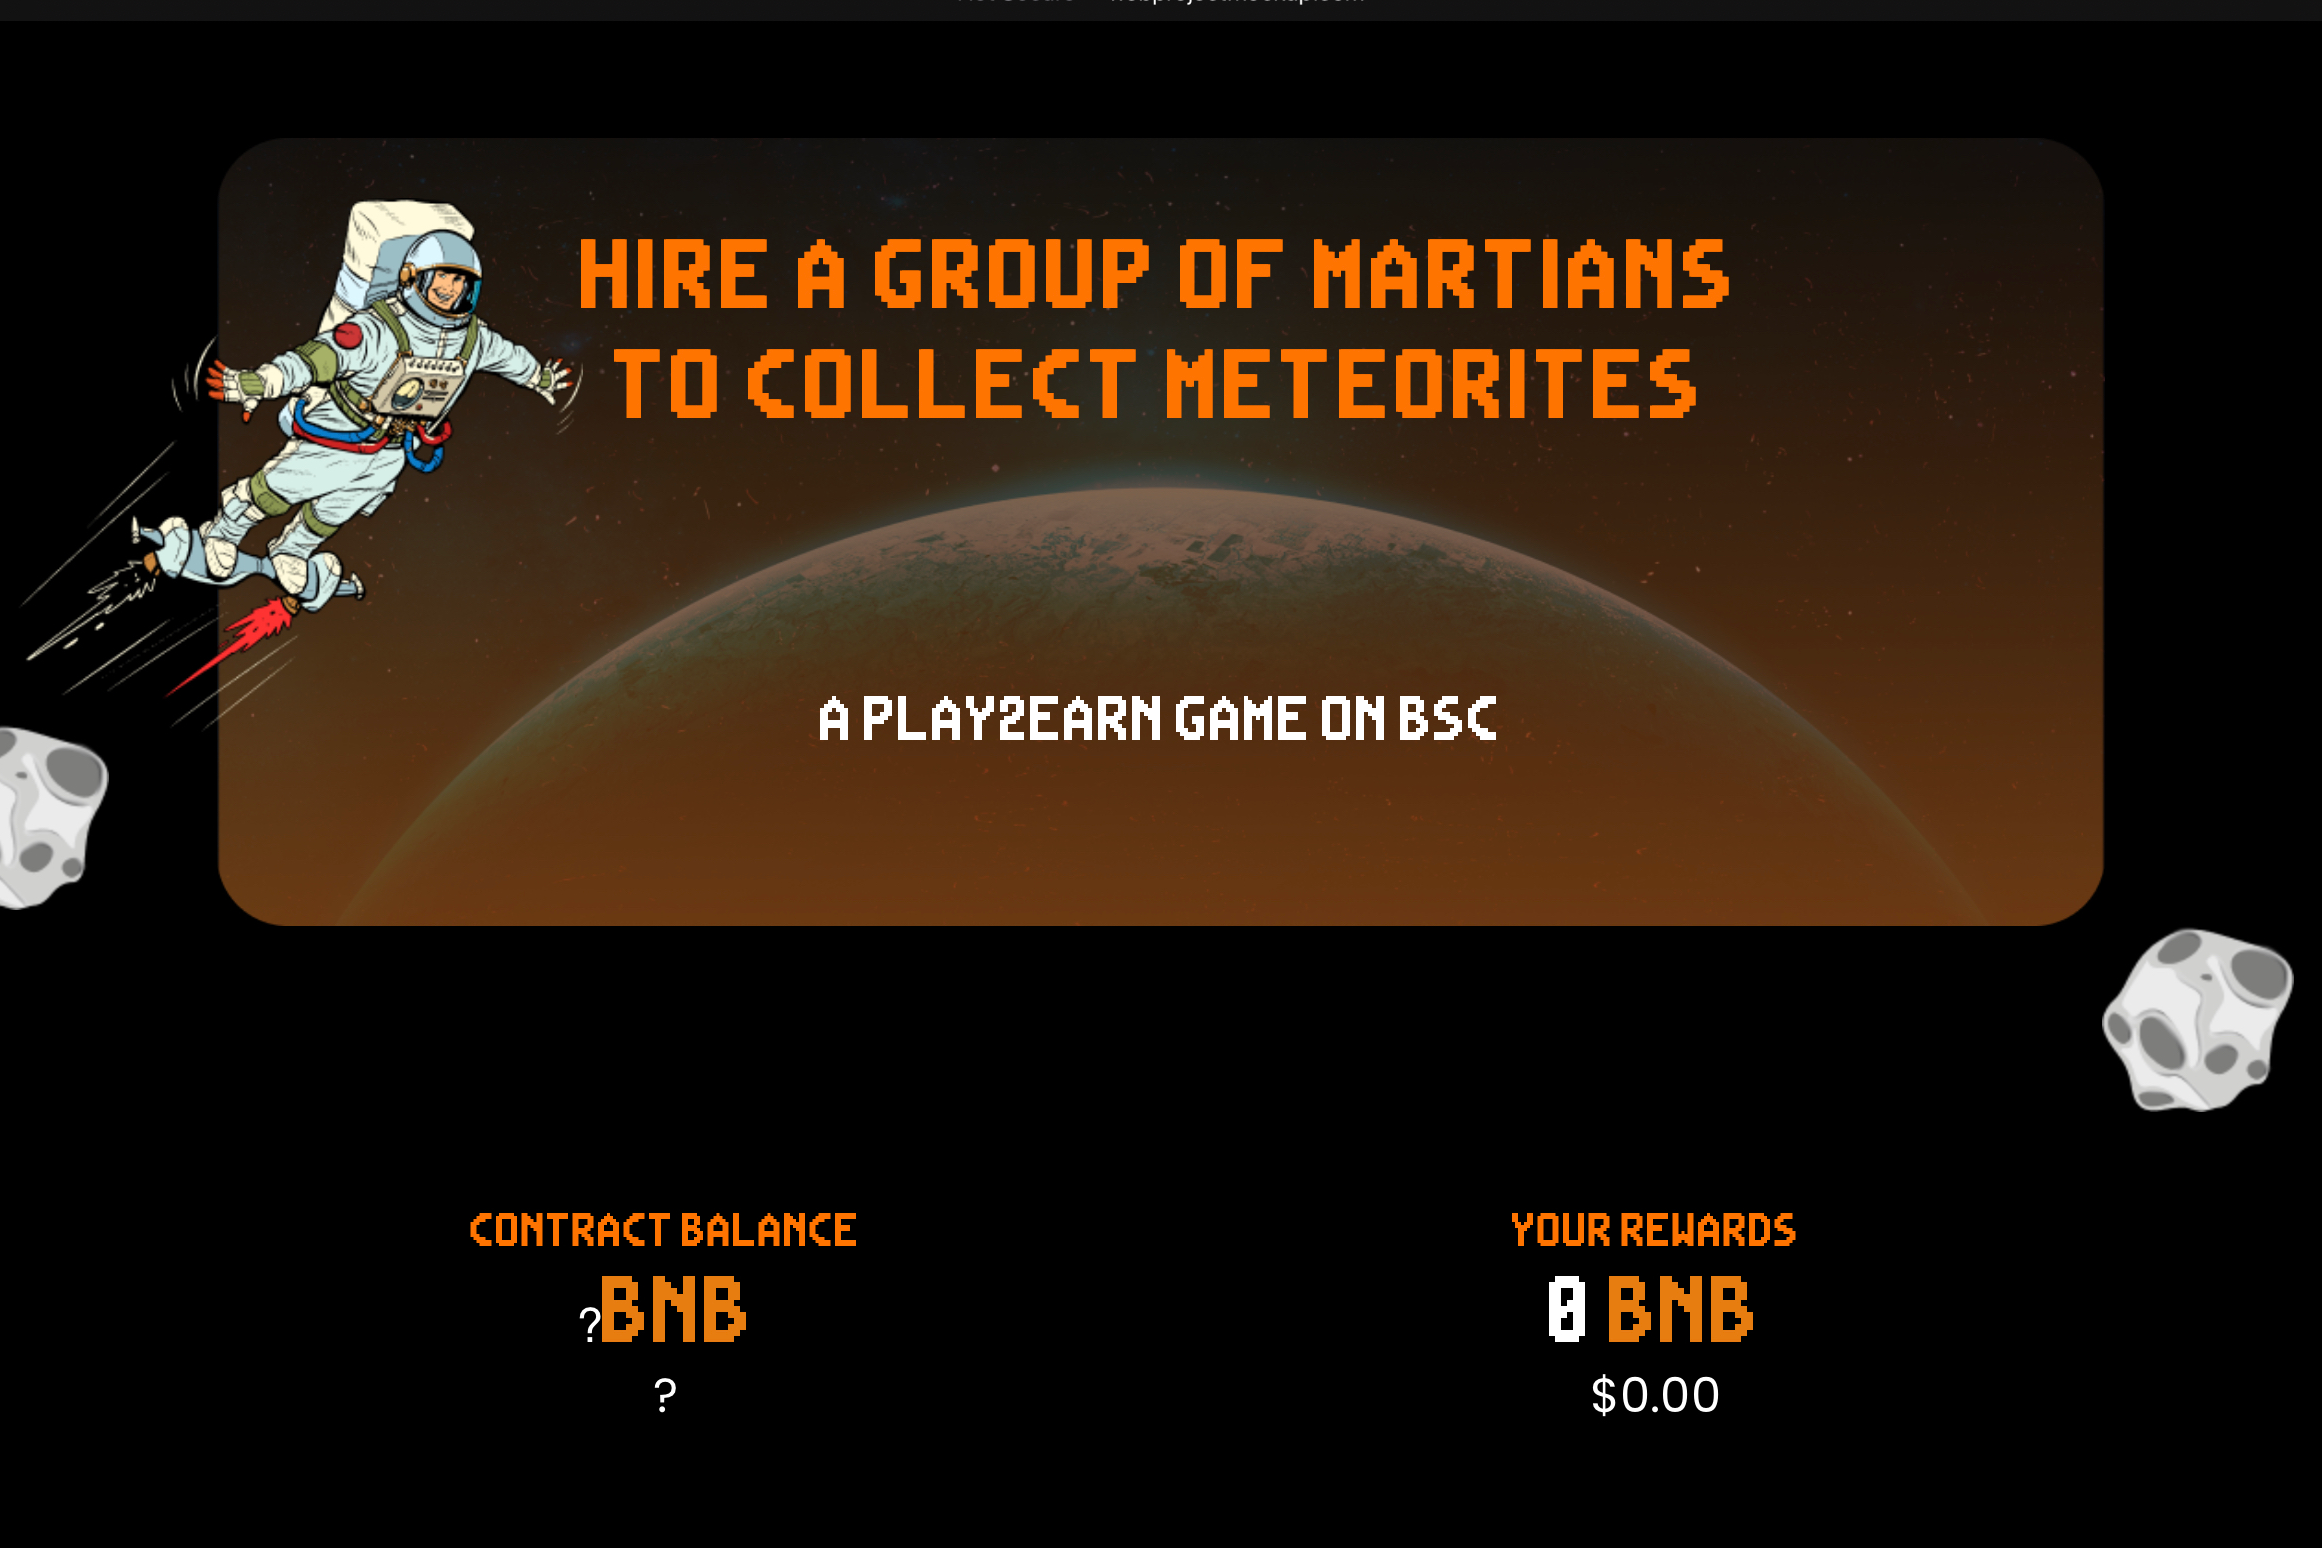 HIRE A GROUP OF MARTIANS
TO COLLECT METEORITES
A PLAY2EARN GAME ON BSC
CONTRACT BALANCE
?BNB
?
YOUR REWARDS
0 BNB
$0.00